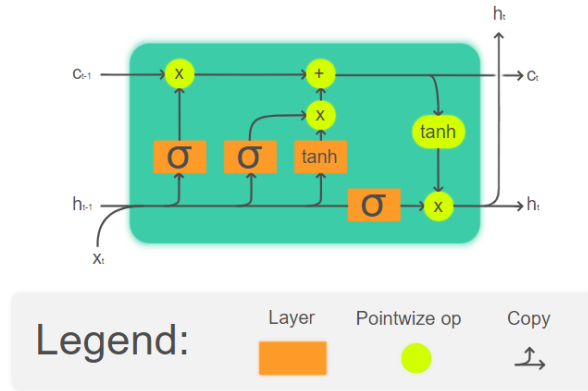 hₜ
cₜ₋₁ x + cₜ
x tanh
σ σ tanh
hₜ₋₁ σ x hₜ
xₜ
Legend: Layer Pointwize op Copy